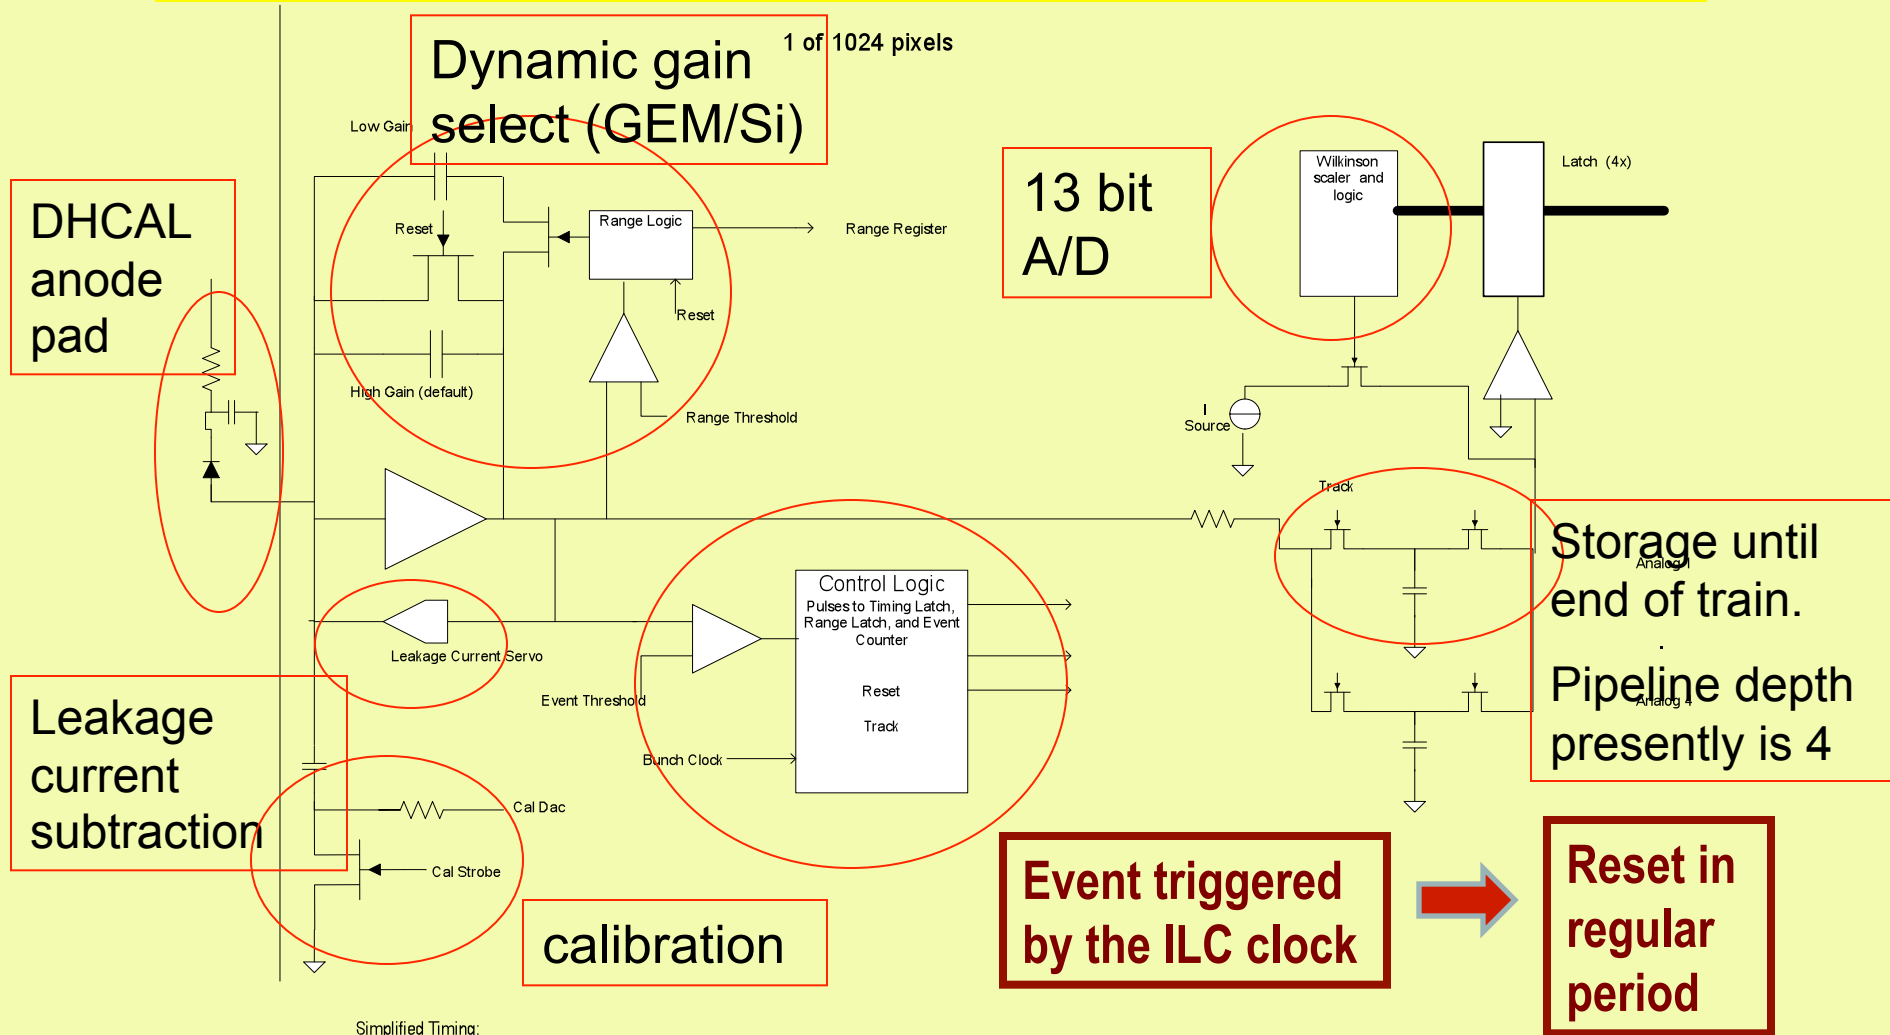 1 of 1024 pixels
Dynamic gain
select (GEM/Si)
Low Gain
DHCAL
anode
pad
Reset
Range Logic
Range Register
Reset
High Gain (default)
Range Threshold
13 bit
A/D
Wilkinson
scaler and
logic
Latch (4x)
I
Source
Track
Storage until
Analog 1
end of train.
.
Pipeline depth
Analog 4
presently is 4
Control Logic
Pulses to Timing Latch,
Range Latch, and Event
Counter
Reset
Track
Leakage Current Servo
Event Threshold
Bunch Clock
Leakage
current
subtraction
Cal Dac
Cal Strobe
calibration
Event triggered
by the ILC clock
Reset in
regular
period
Simplified Timing: